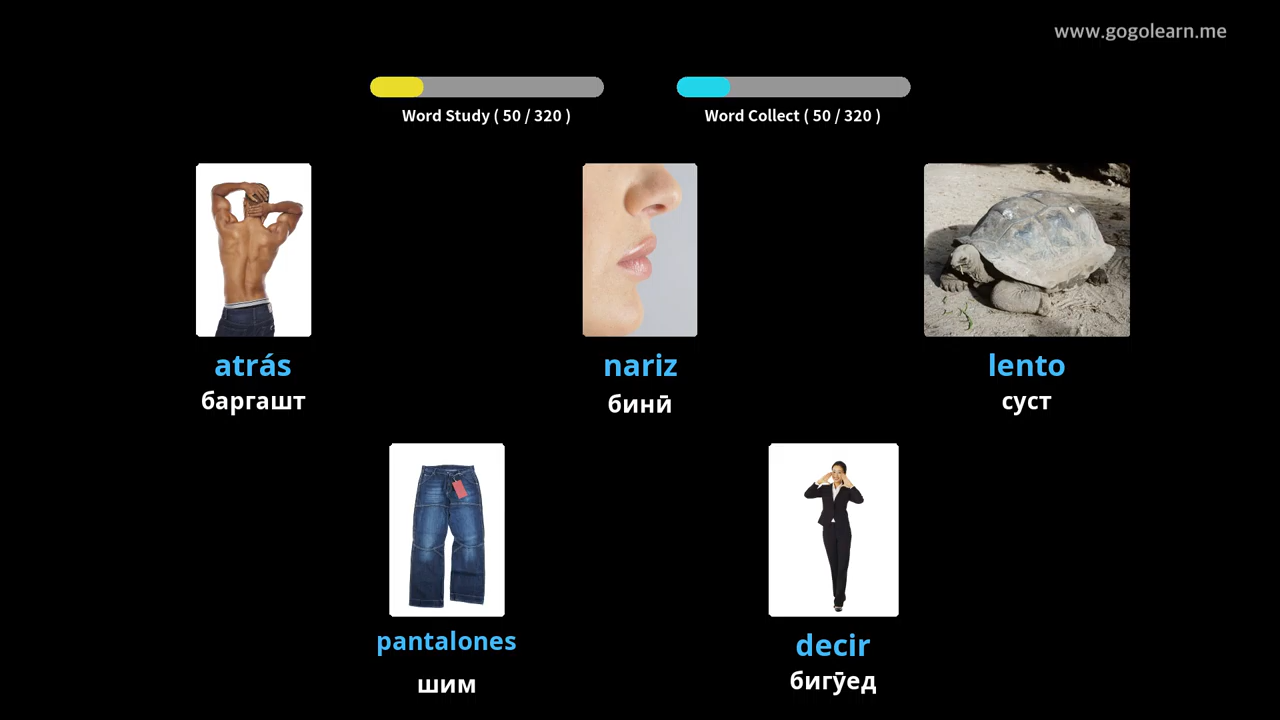 www.gogolearn.me
Word Study ( 50 / 320 )
Word Collect ( 50 / 320 )
atrás
баргашт
nariz
бинӣ
lento
суст
pantalones
шим
decir
бигӯед